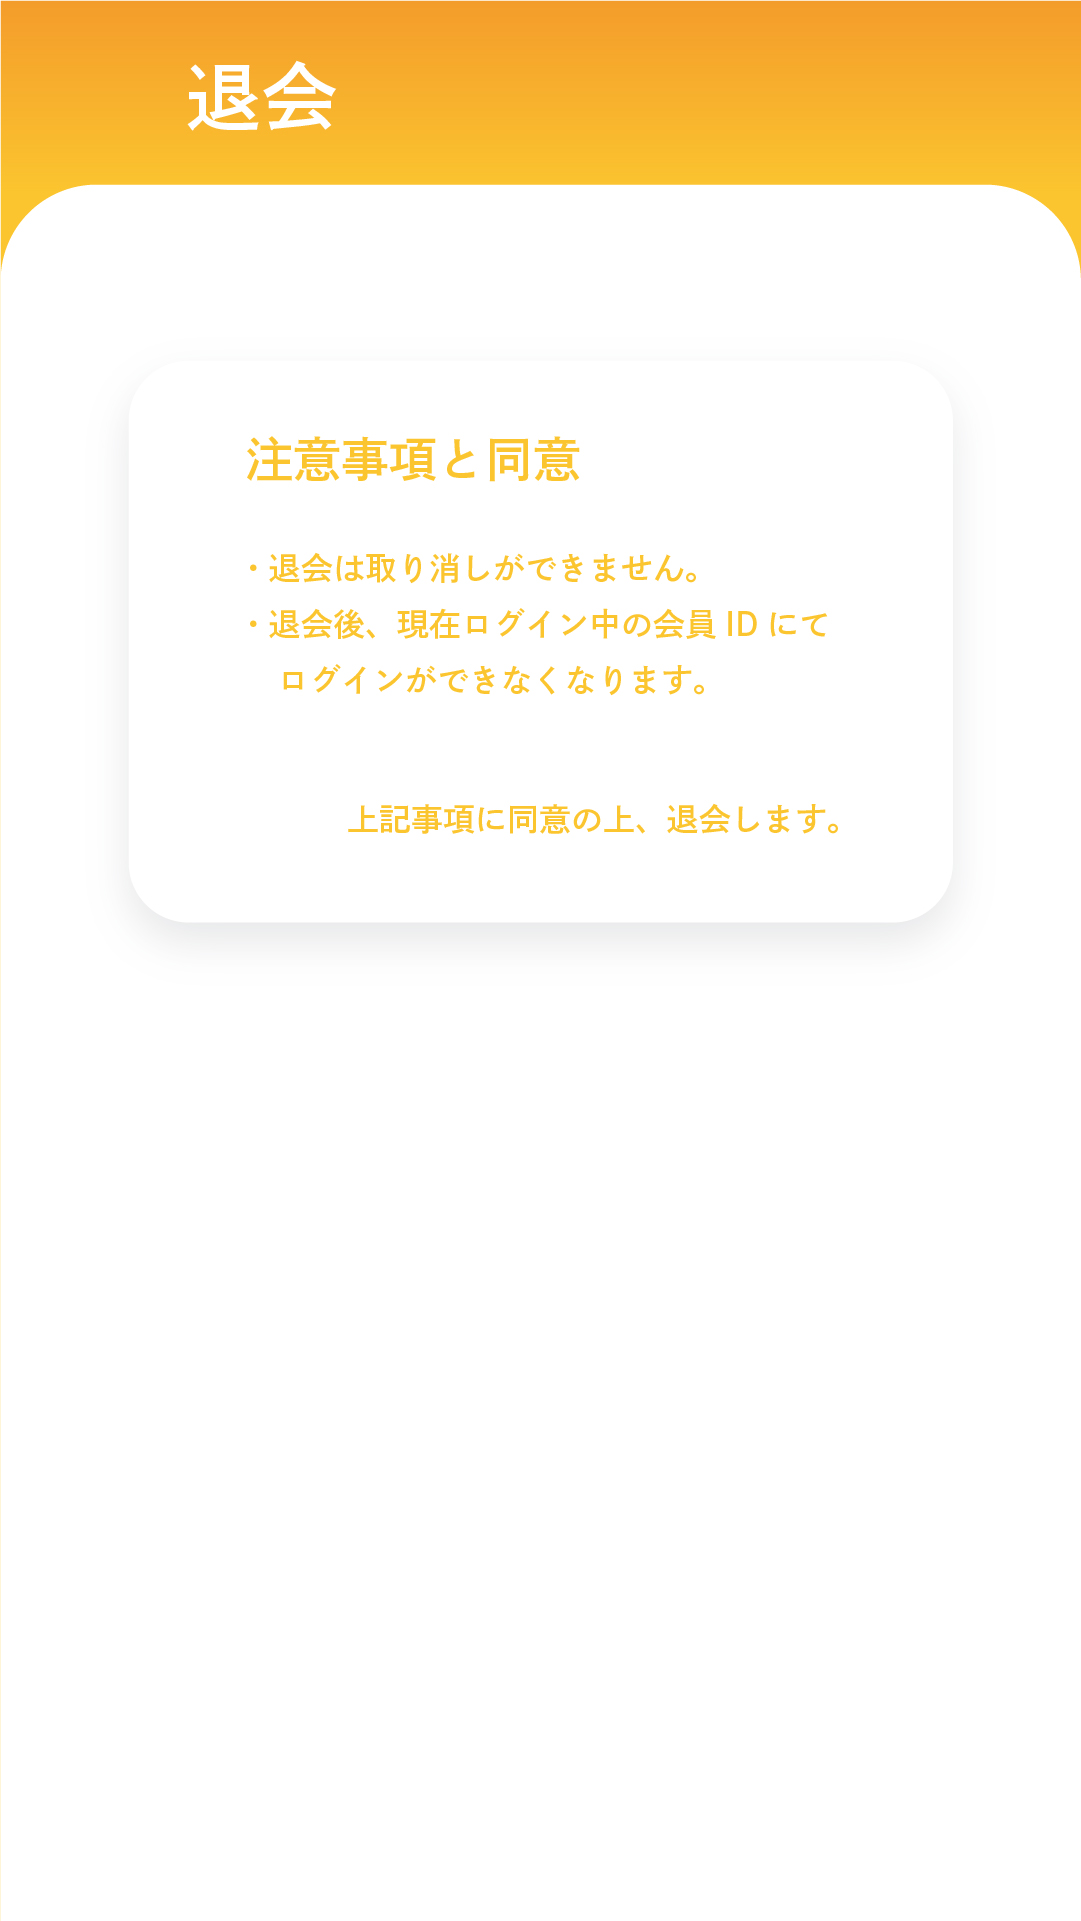 退会
注意事項と同意
・退会は取り消しができません。
・退会後、現在ログイン中の会員 ID にて
ログインができなくなります。
上記事項に同意の上、退会します。